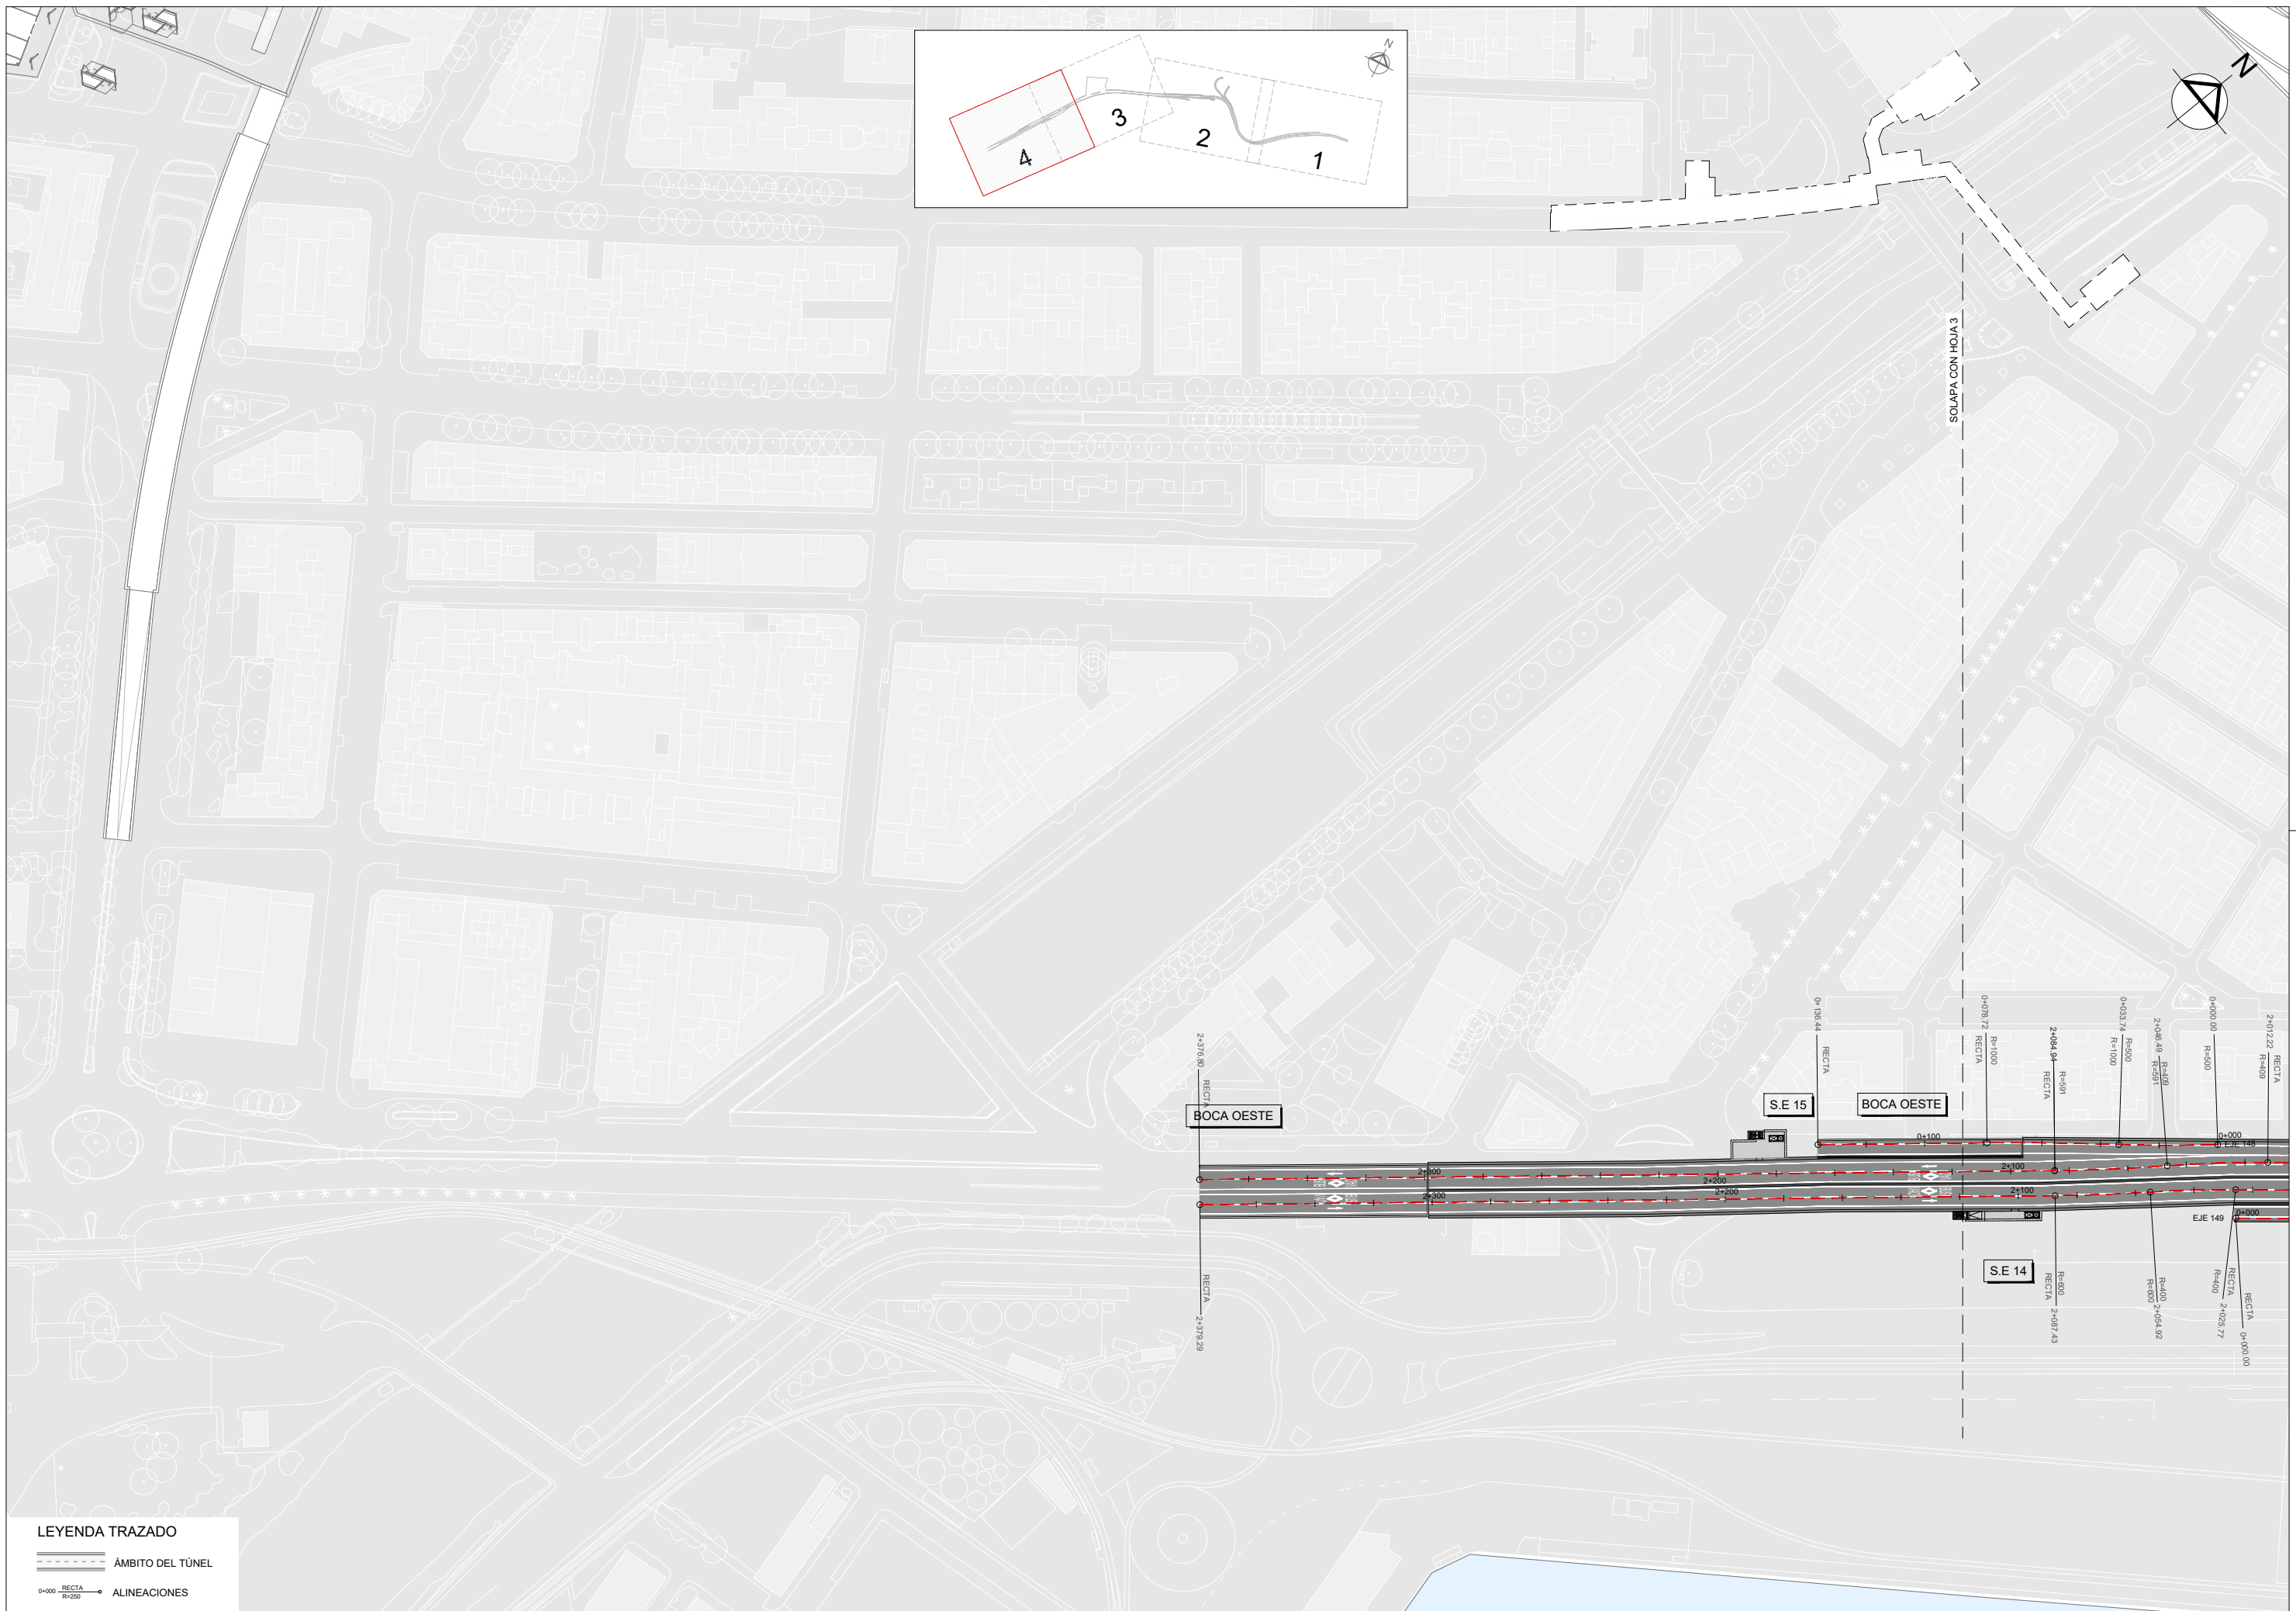 N
4
3
2
1
N
SOLAPA CON HOJA 3
2+376.80
RECTA
BOCA OESTE
0+136.44
RECTA
S.E 15
BOCA OESTE
0+078.72
R=1000
RECTA
2+084.94
R=591
RECTA
0+033.74
R=500
R=1000
2+046.49
R=409
R=591
0+000.00
R=500
2+012.22
RECTA
R=409
0+100
0+000
EJE 148
2+300
2+200
2+100
2+300
2+200
2+100
EJE 149
0+000
S.E 14
RECTA
2+379.29
R=600
RECTA
2+087.43
R=400
R=600
2+054.92
RECTA
R=400
2+025.77
RECTA
0+000.00
LEYENDA TRAZADO
ÁMBITO DEL TÚNEL
0+000
RECTA
R=250
ALINEACIONES